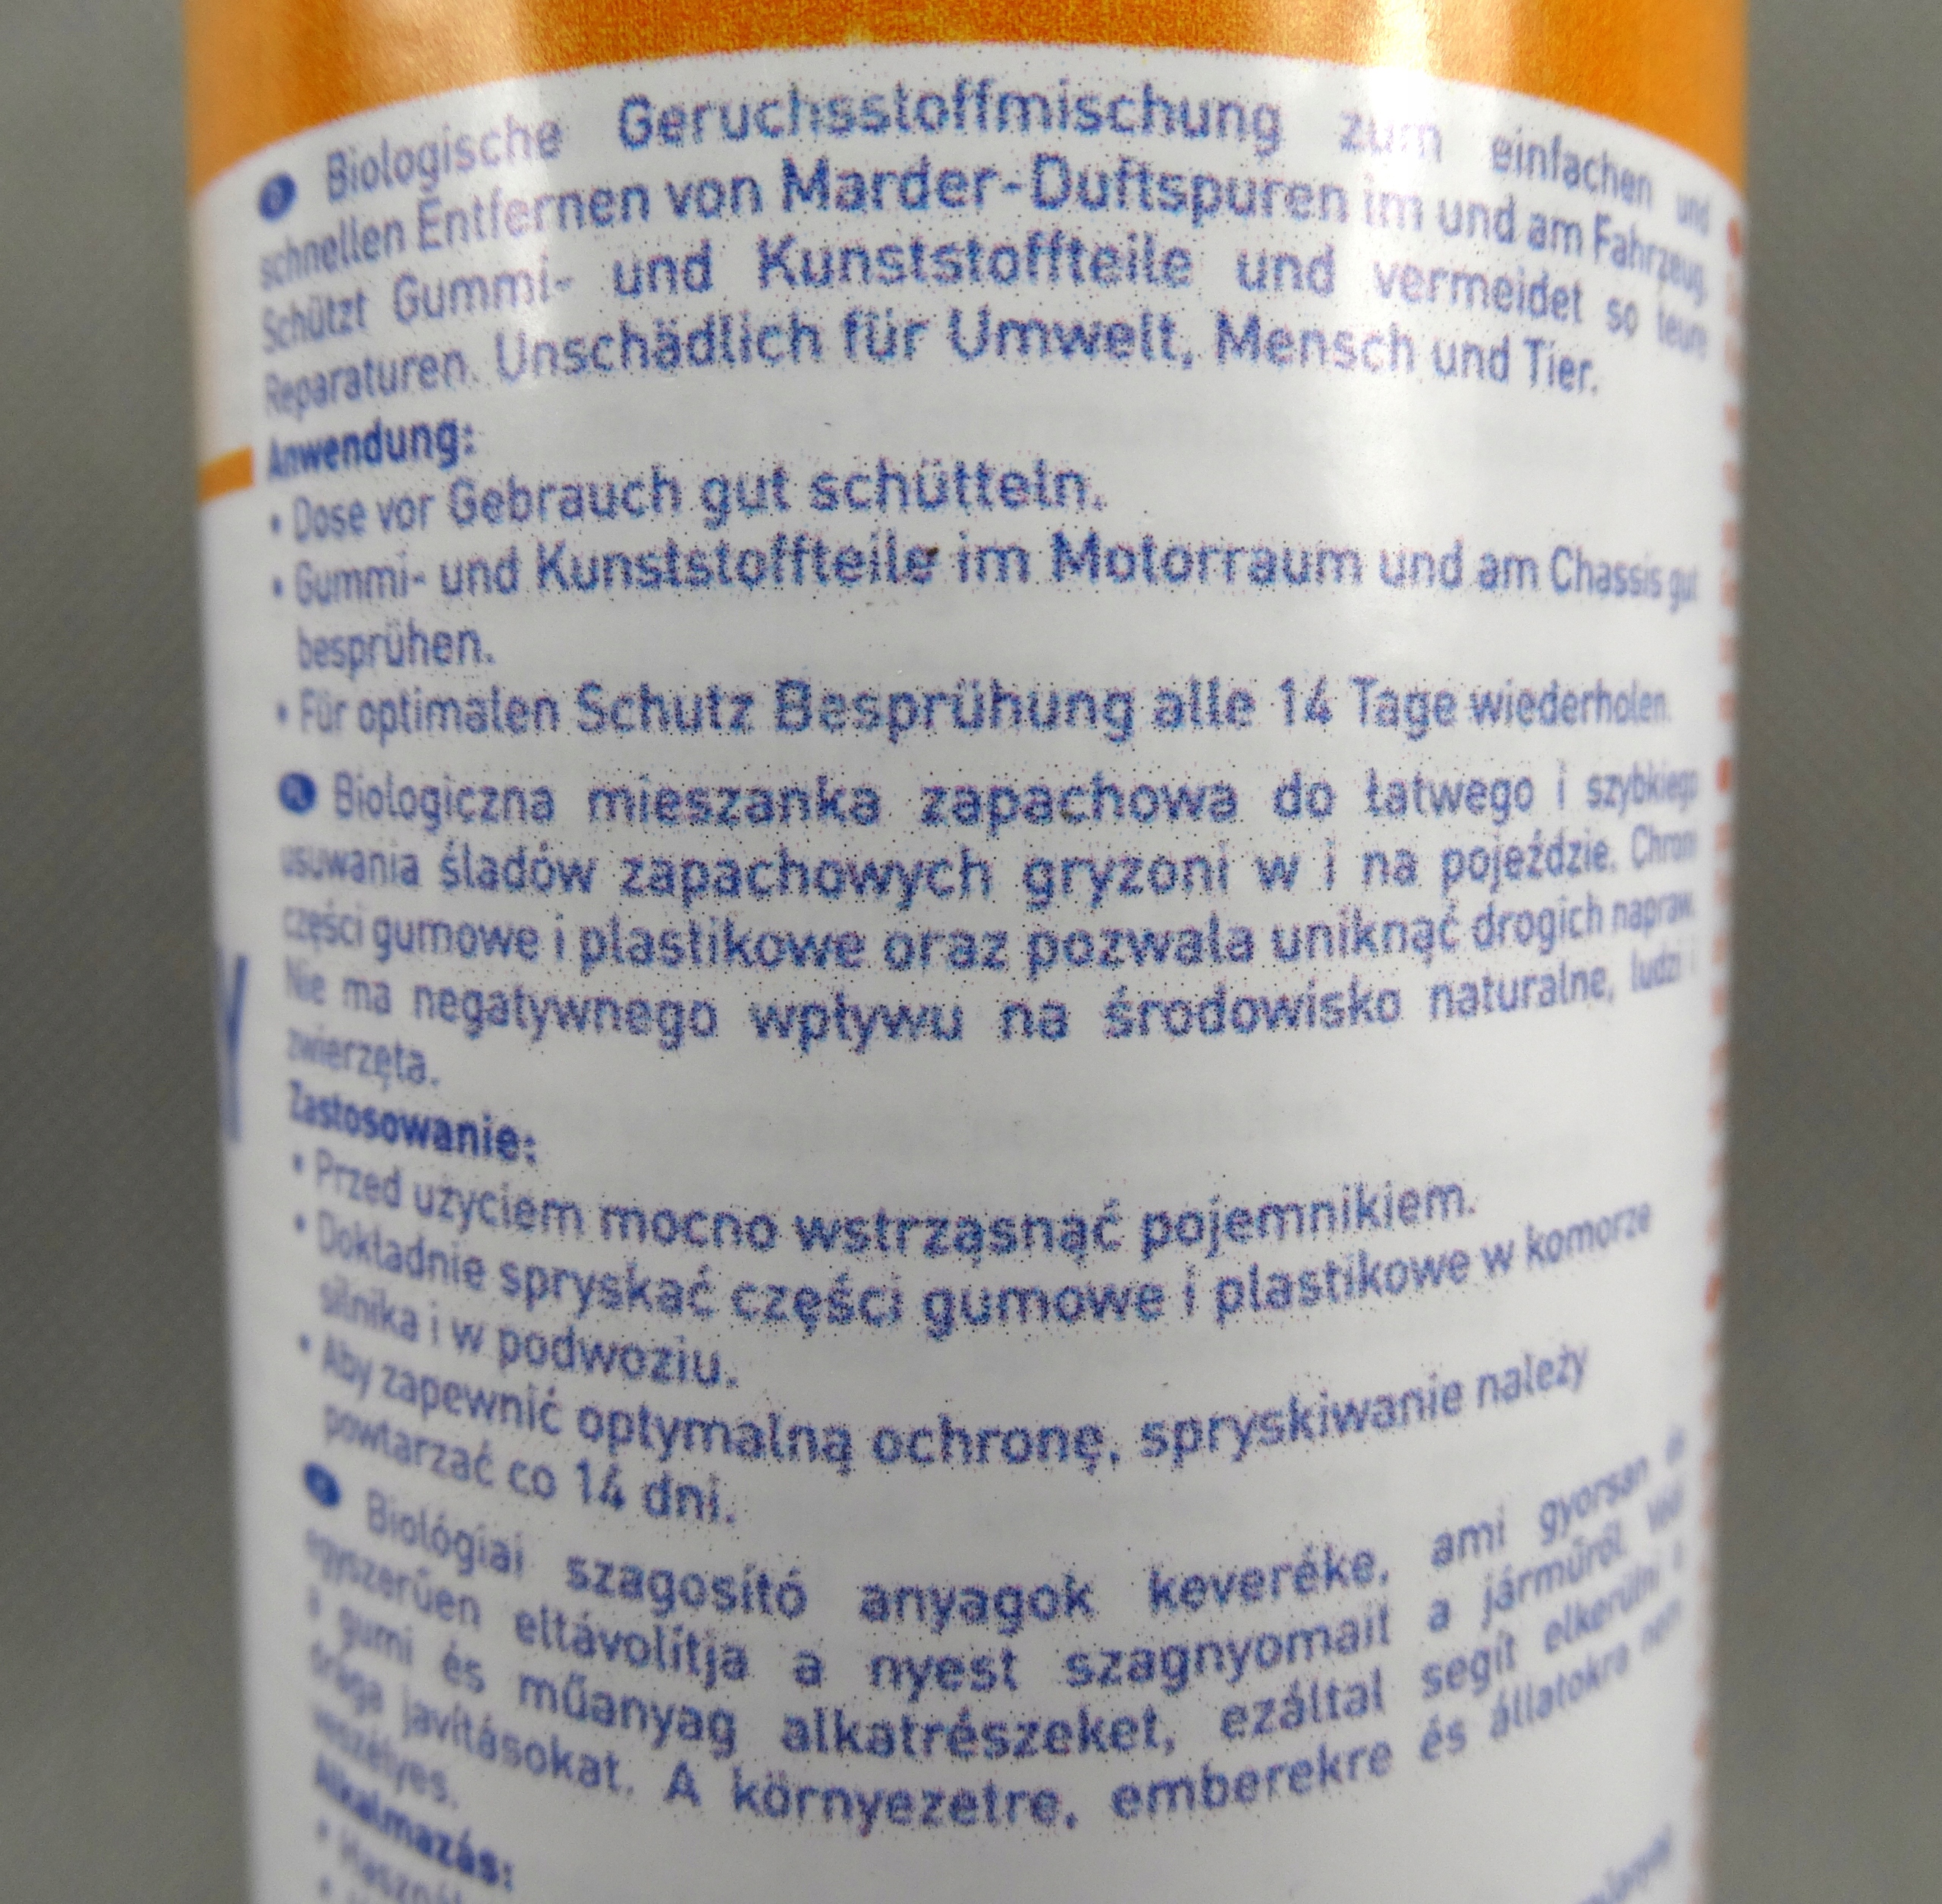 D Biologische Geruchsstoffmischung zum einfachen und
schnellen Entfernen von Marder-Duftspuren im und am Fahrzeug.
Schützt Gummi- und Kunststoffteile und vermeidet so teure
Reparaturen. Unschädlich für Umwelt, Mensch und Tier.
Anwendung:
• Dose vor Gebrauch gut schütteln.
• Gummi- und Kunststoffteile im Motorraum und am Chassis gut
besprühen.
• Für optimalen Schutz Besprühung alle 14 Tage wiederholen.
PL Biologiczna mieszanka zapachowa do łatwego i szybkiego
usuwania śladów zapachowych gryzoni w i na pojeździe. Chroni
części gumowe i plastikowe oraz pozwala uniknąć drogich napraw.
Nie ma negatywnego wpływu na środowisko naturalne, ludzi i
zwierzęta.
Zastosowanie:
• Przed użyciem mocno wstrząsnąć pojemnikiem.
• Dokładnie spryskać części gumowe i plastikowe w komorze
silnika i w podwoziu.
• Aby zapewnić optymalną ochronę, spryskiwanie należy
powtarzać co 14 dni.
Biológiai szagosító anyagok keveréke, ami gyorsan és
egyszerűen eltávolítja a nyest szagnyomait a járműről. Védi
a gumi és műanyag alkatrészeket, ezáltal segít elkerülni a
drága javításokat. A környezetre, emberekre és állatokra nem
veszélyes.
Alkalmazás:
Y